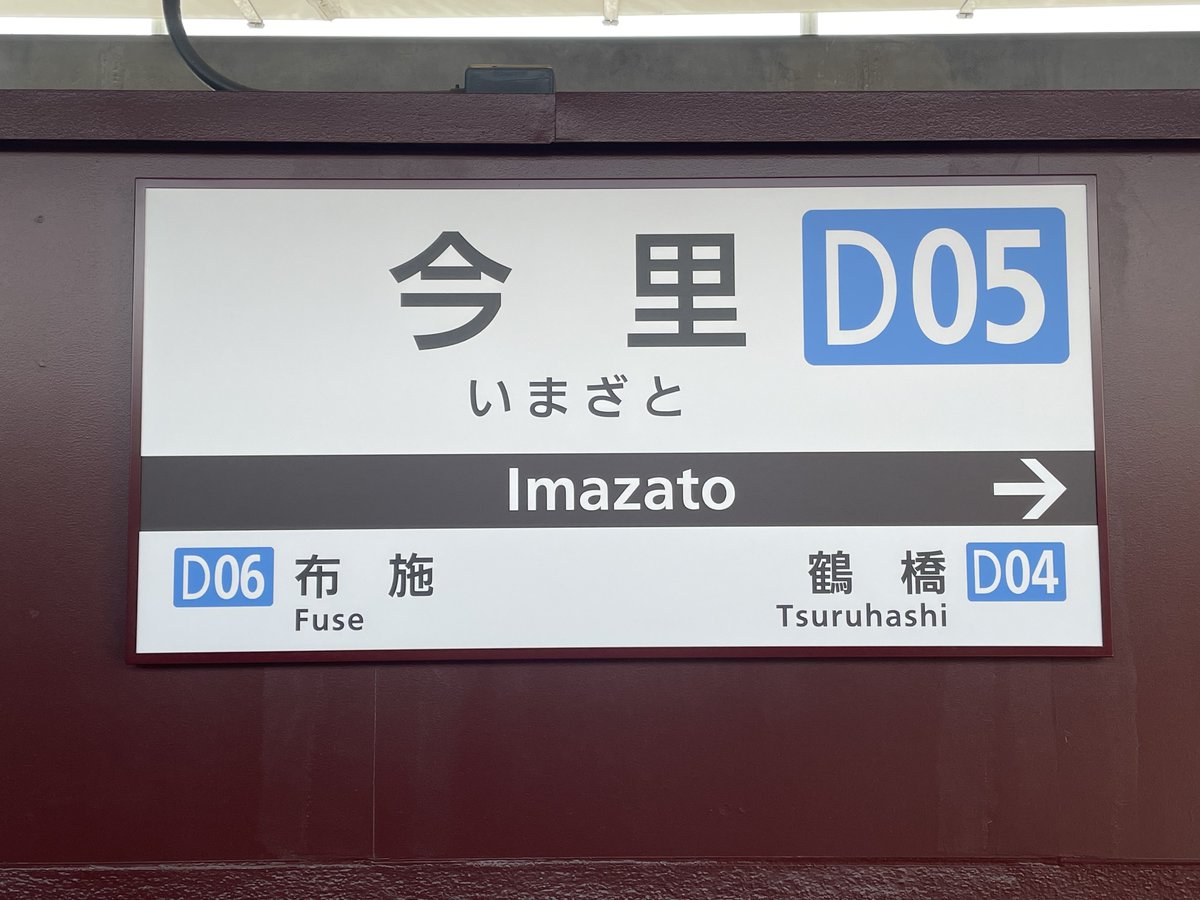 今里 D05
いまざと
Imazato →
D06 布施 鶴橋 D04
Fuse Tsuruhashi